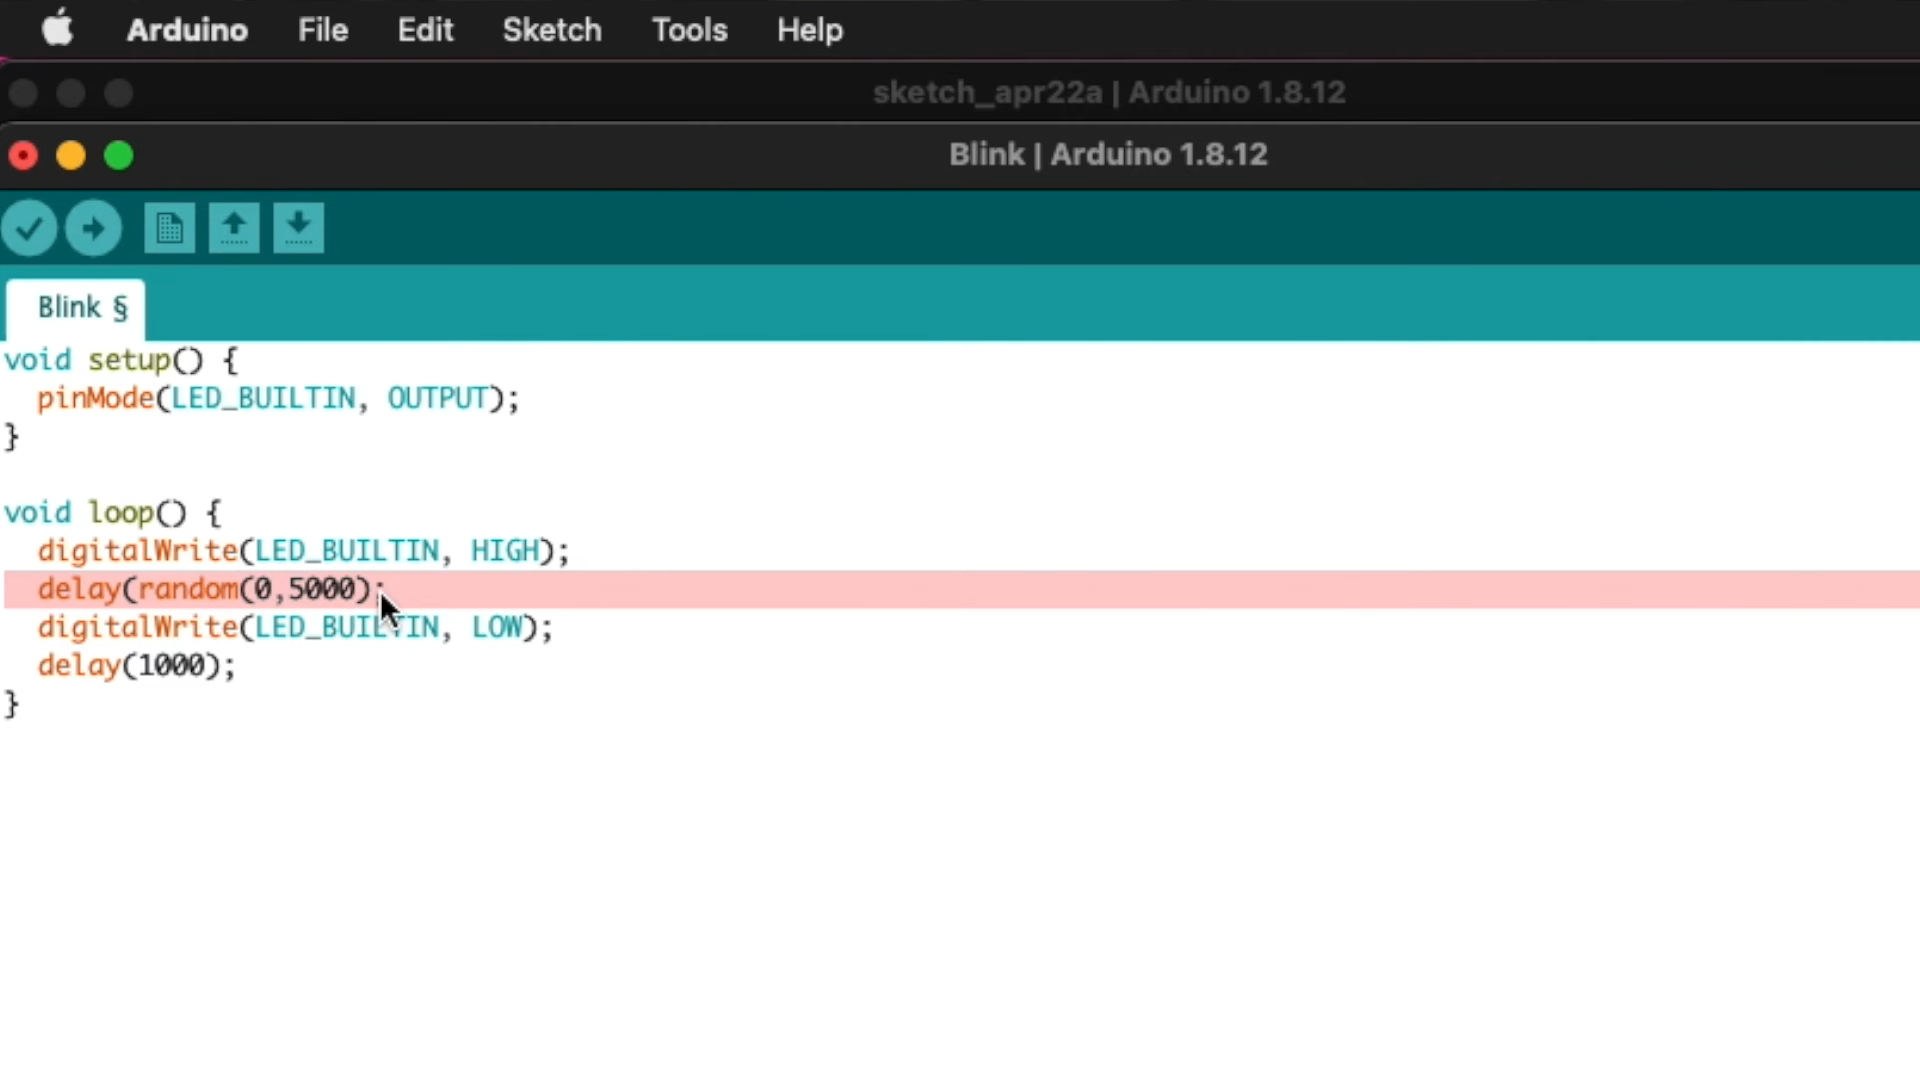 Arduino File Edit Sketch Tools Help
sketch_apr22a | Arduino 1.8.12
Blink | Arduino 1.8.12
Blink §
void setup() {
  pinMode(LED_BUILTIN, OUTPUT);
}
void loop() {
  digitalWrite(LED_BUILTIN, HIGH);
  delay(random(0,5000);
  digitalWrite(LED_BUILTIN, LOW);
  delay(1000);
}